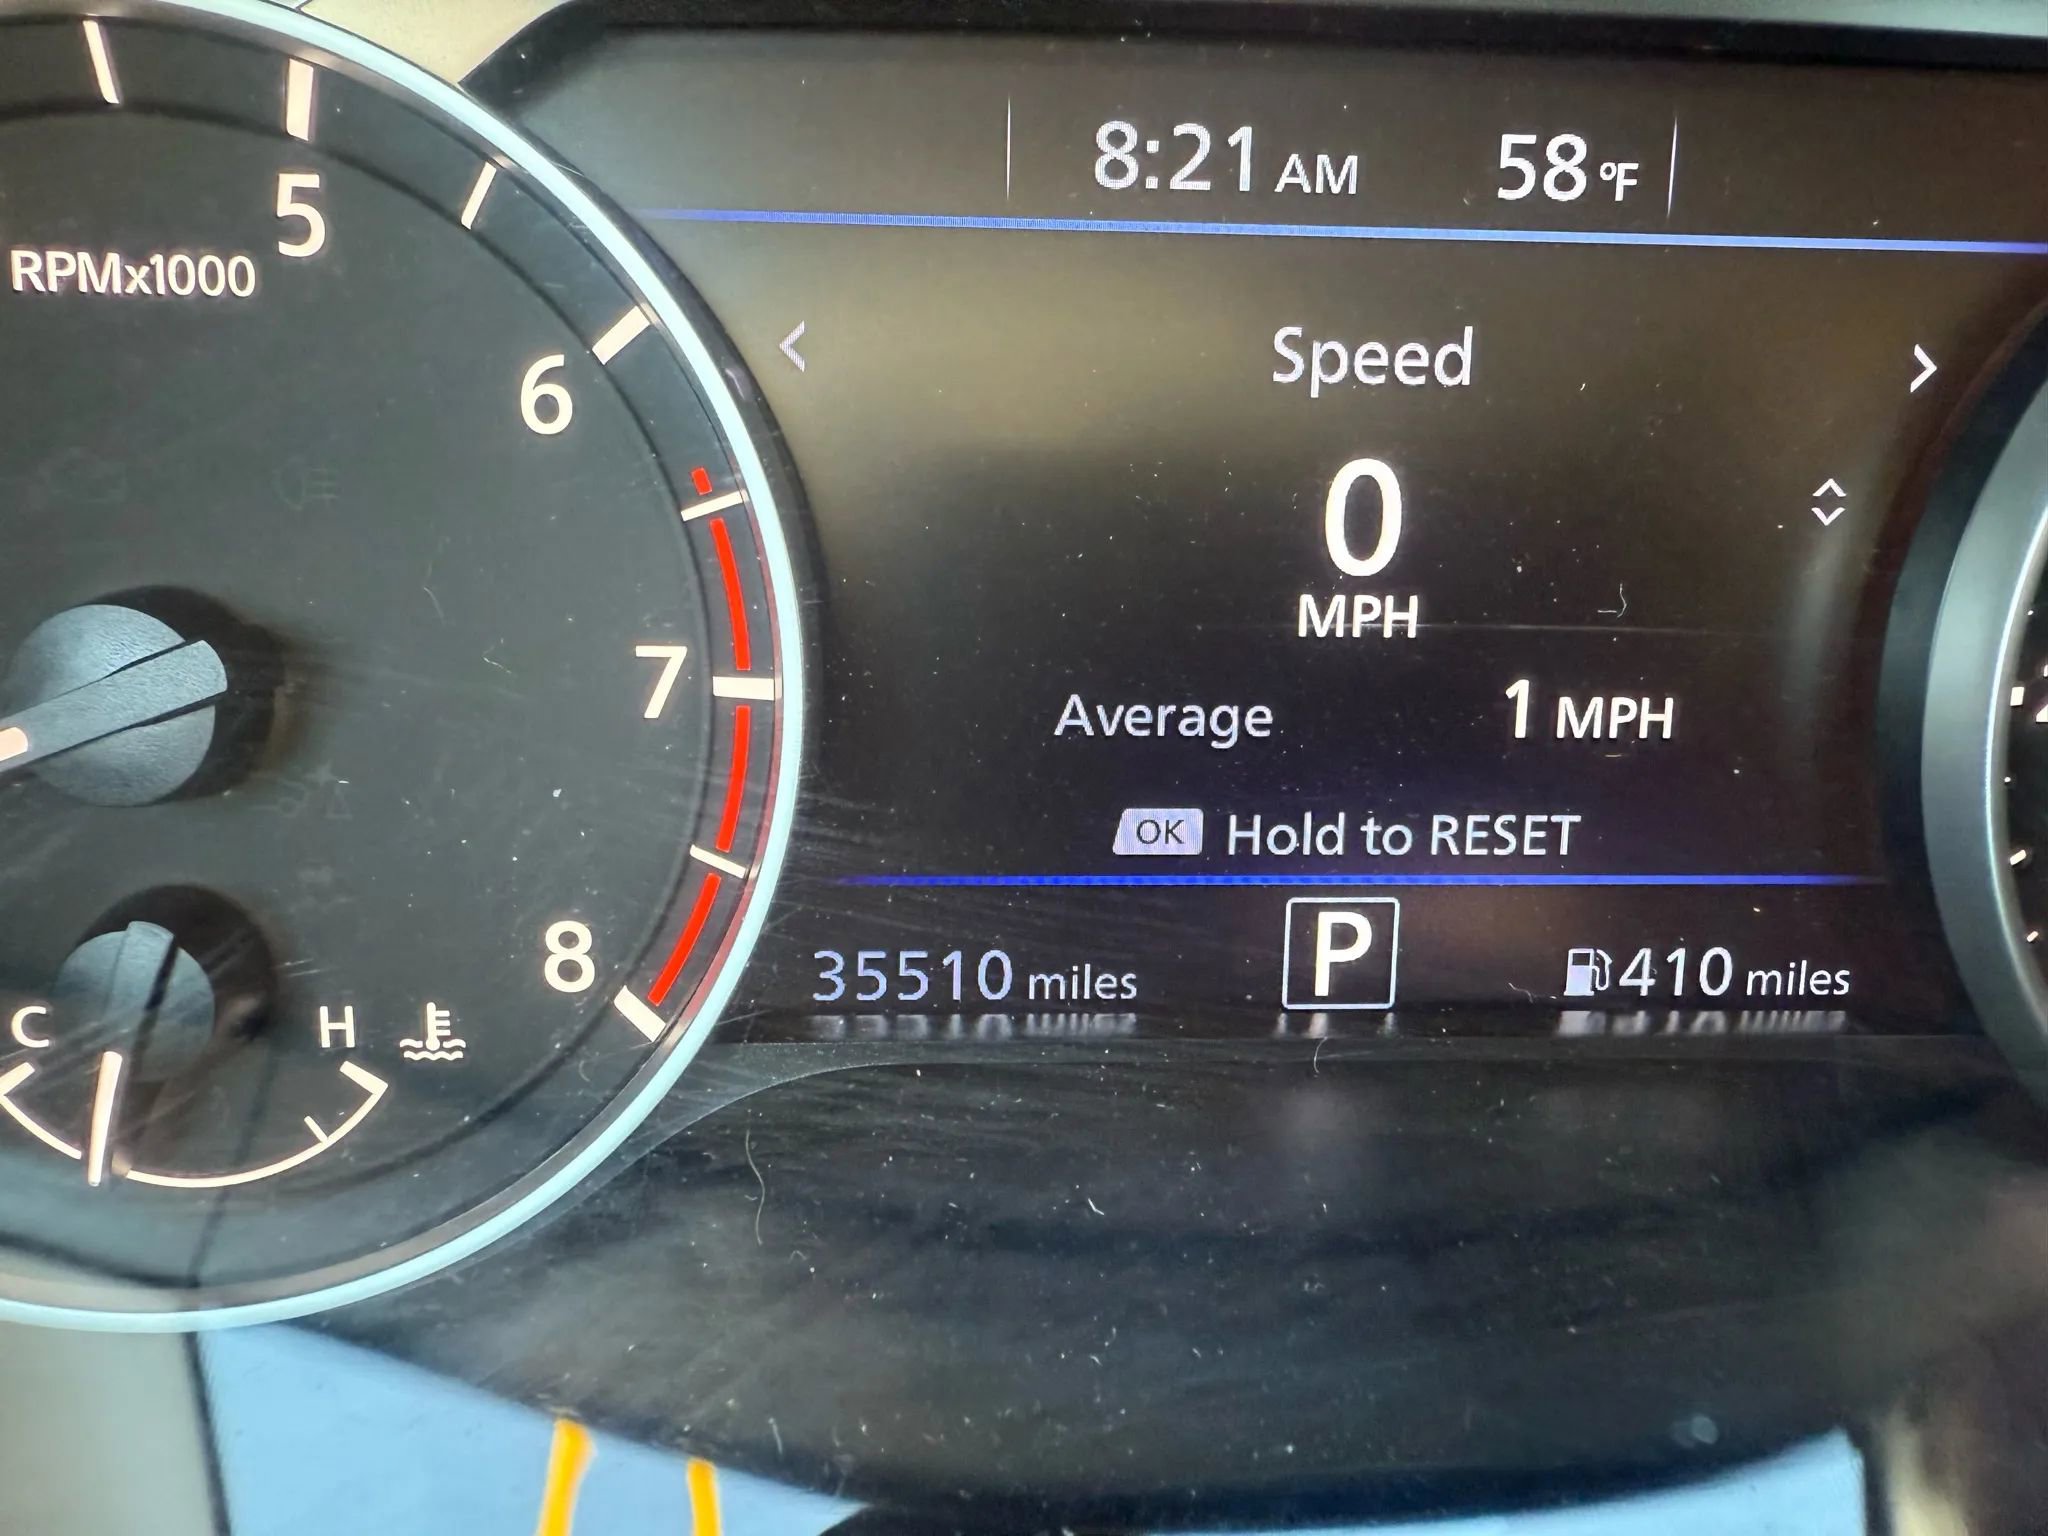 8:21 AM 58 °F
5
RPMx1000
< Speed >
6
0
MPH
7
Average 1 MPH
OK Hold to RESET
8
35510 miles P 410 miles
C H